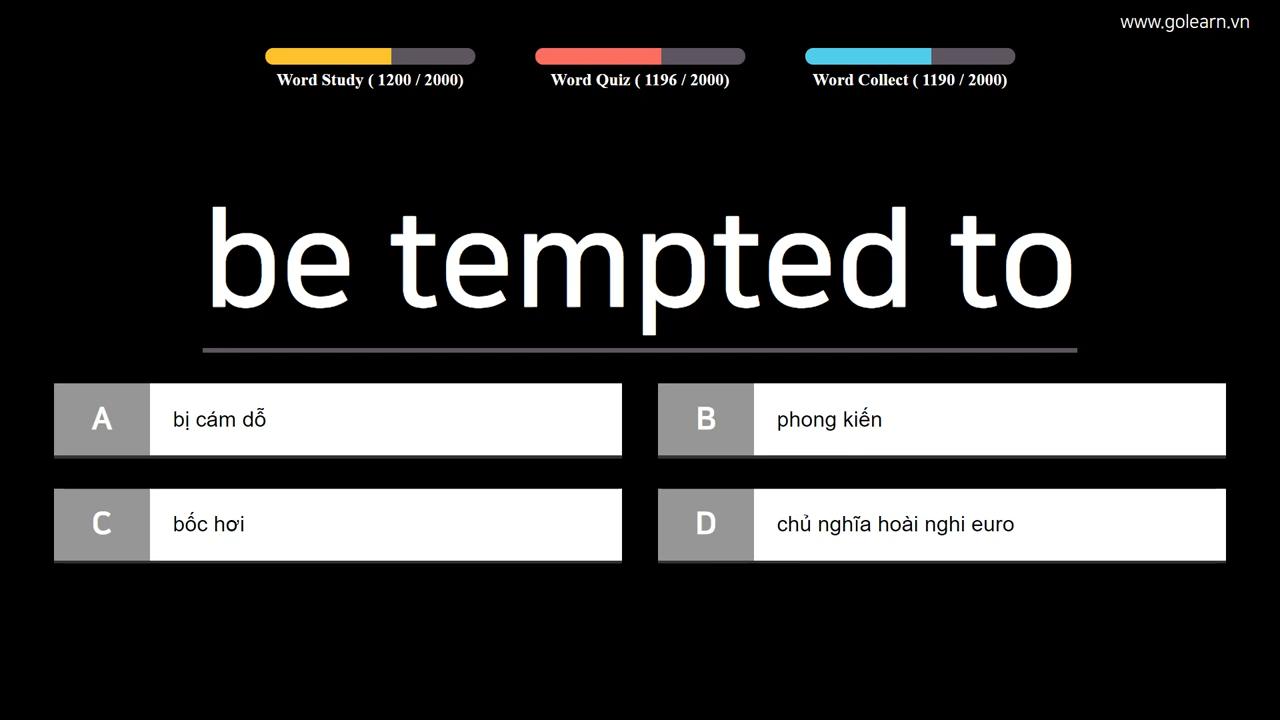 www.golearn.vn
Word Study ( 1200 / 2000)
Word Quiz ( 1196 / 2000)
Word Collect ( 1190 / 2000)
be tempted to
A bị cám dỗ
B phong kiến
C bốc hơi
D chủ nghĩa hoài nghi euro